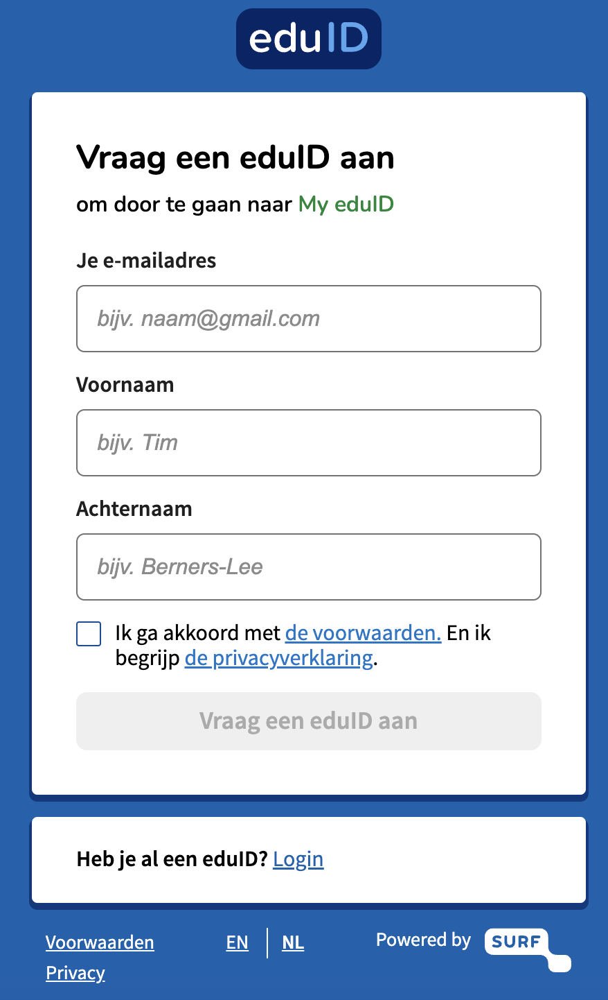 eduID
Vraag een eduID aan
om door te gaan naar My eduID
Je e-mailadres
bijv. naam@gmail.com
Voornaam
bijv. Tim
Achternaam
bijv. Berners-Lee
Ik ga akkoord met de voorwaarden. En ik
begrijp de privacyverklaring.
Vraag een eduID aan
Heb je al een eduID? Login
Voorwaarden
Privacy
EN | NL
Powered by SURF